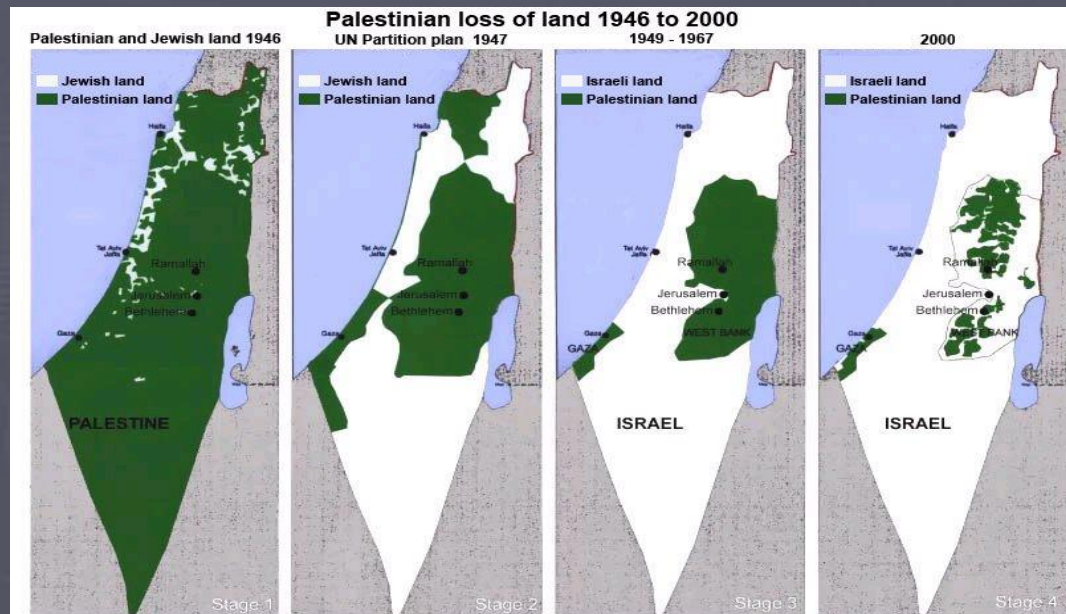 Palestinian loss of land 1946 to 2000
Palestinian and Jewish land 1946
Jewish land
Palestinian land
Haifa
Tel Aviv
Jaffa
Ramallah
Jerusalem
Bethlehem
Gaza
PALESTINE
Stage 1
UN Partition plan 1947
Jewish land
Palestinian land
Haifa
Tel Aviv
Jaffa
Ramallah
Jerusalem
Bethlehem
Gaza
Stage 2
1949 - 1967
Israeli land
Palestinian land
Haifa
Tel Aviv
Jaffa
Ramallah
Jerusalem
Bethlehem
Gaza
GAZA
WEST BANK
ISRAEL
Stage 3
2000
Israeli land
Palestinian land
Haifa
Tel Aviv
Jaffa
Ramallah
Jerusalem
Bethlehem
Gaza
GAZA
WEST BANK
ISRAEL
Stage 4